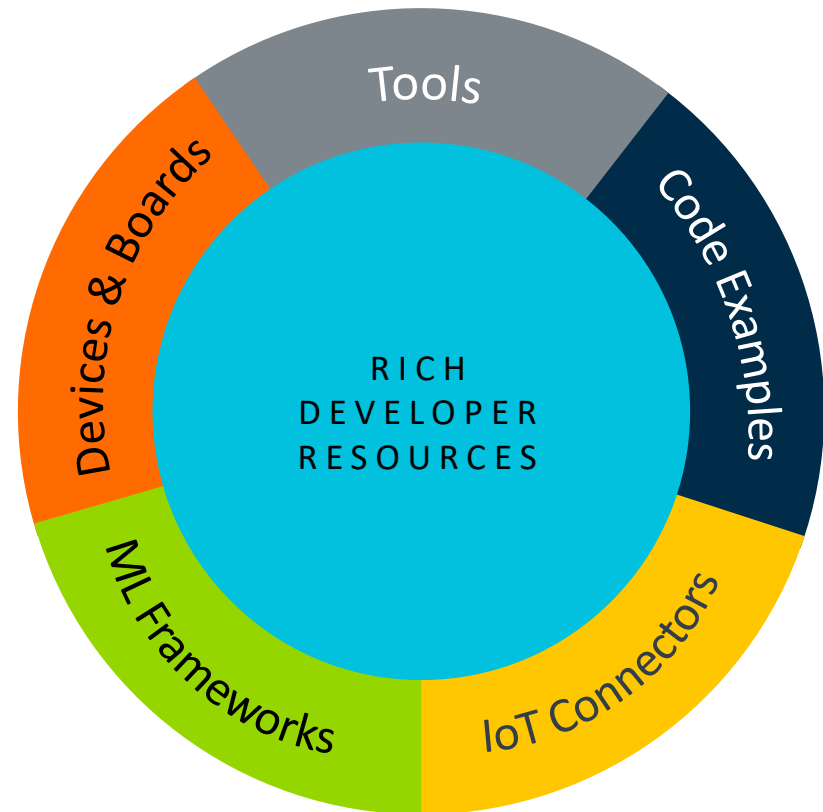 Tools
Code Examples
IoT Connectors
ML Frameworks
Devices & Boards
RICH
DEVELOPER
RESOURCES